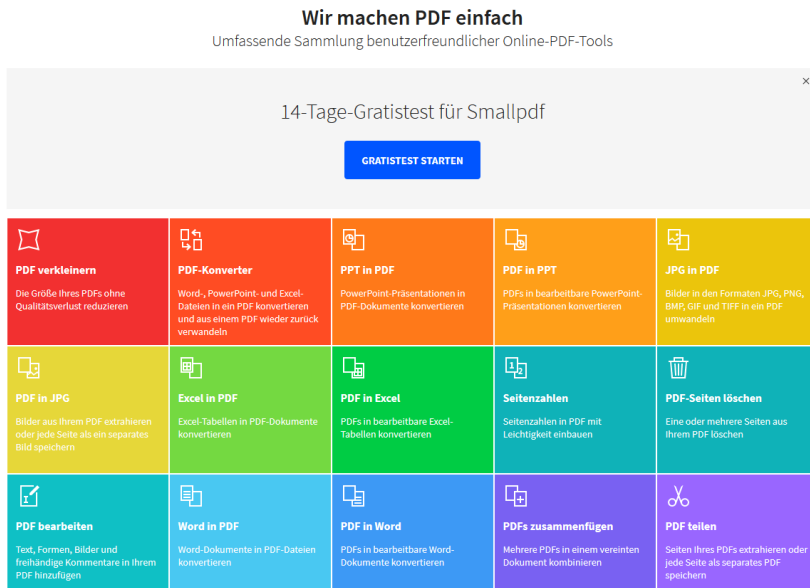 Wir machen PDF einfach
Umfassende Sammlung benutzerfreundlicher Online-PDF-Tools
14-Tage-Gratistest für Smallpdf
GRATISTEST STARTEN
PDF verkleinern
Die Größe Ihres PDFs ohne
Qualitätsverlust reduzieren
PDF-Konverter
Word-, PowerPoint- und Excel-
Dateien in ein PDF konvertieren
und aus einem PDF wieder zurück
verwandeln
PPT in PDF
PowerPoint-Präsentationen in
PDF-Dokumente konvertieren
PDF in PPT
PDFs in bearbeitbare PowerPoint-
Präsentationen konvertieren
JPG in PDF
Bilder in den Formaten JPG, PNG,
BMP, GIF und TIFF in ein PDF
umwandeln
PDF in JPG
Bilder aus Ihrem PDF extrahieren
oder jede Seite als ein separates
Bild speichern
Excel in PDF
Excel-Tabellen in PDF-Dokumente
konvertieren
PDF in Excel
PDFs in bearbeitbare Excel-
Tabellen konvertieren
1 2
Seitenzahlen
Seitenzahlen in PDF mit
Leichtigkeit einbauen
PDF-Seiten löschen
Eine oder mehrere Seiten aus
Ihrem PDF löschen
PDF bearbeiten
Text, Formen, Bilder und
freihändige Kommentare in Ihrem
PDF hinzufügen
Word in PDF
Word-Dokumente in PDF-Dateien
konvertieren
PDF in Word
PDFs in bearbeitbare Word-
Dokumente konvertieren
PDFs zusammenfügen
Mehrere PDFs in einem vereinten
Dokument kombinieren
PDF teilen
Seiten Ihres PDFs extrahieren oder
jede Seite als separates PDF
speichern